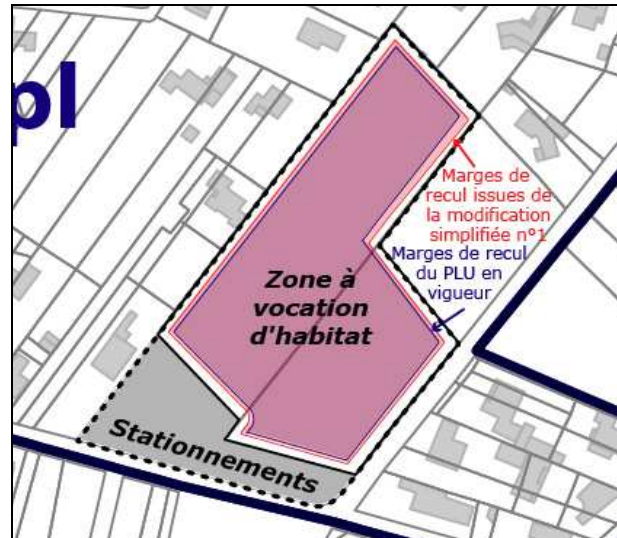 pl
Marges de
recul issues de
la modification
simplifiée n°1
Marges de recul
du PLU en
vigueur
Zone à
vocation
d'habitat
Stationnements